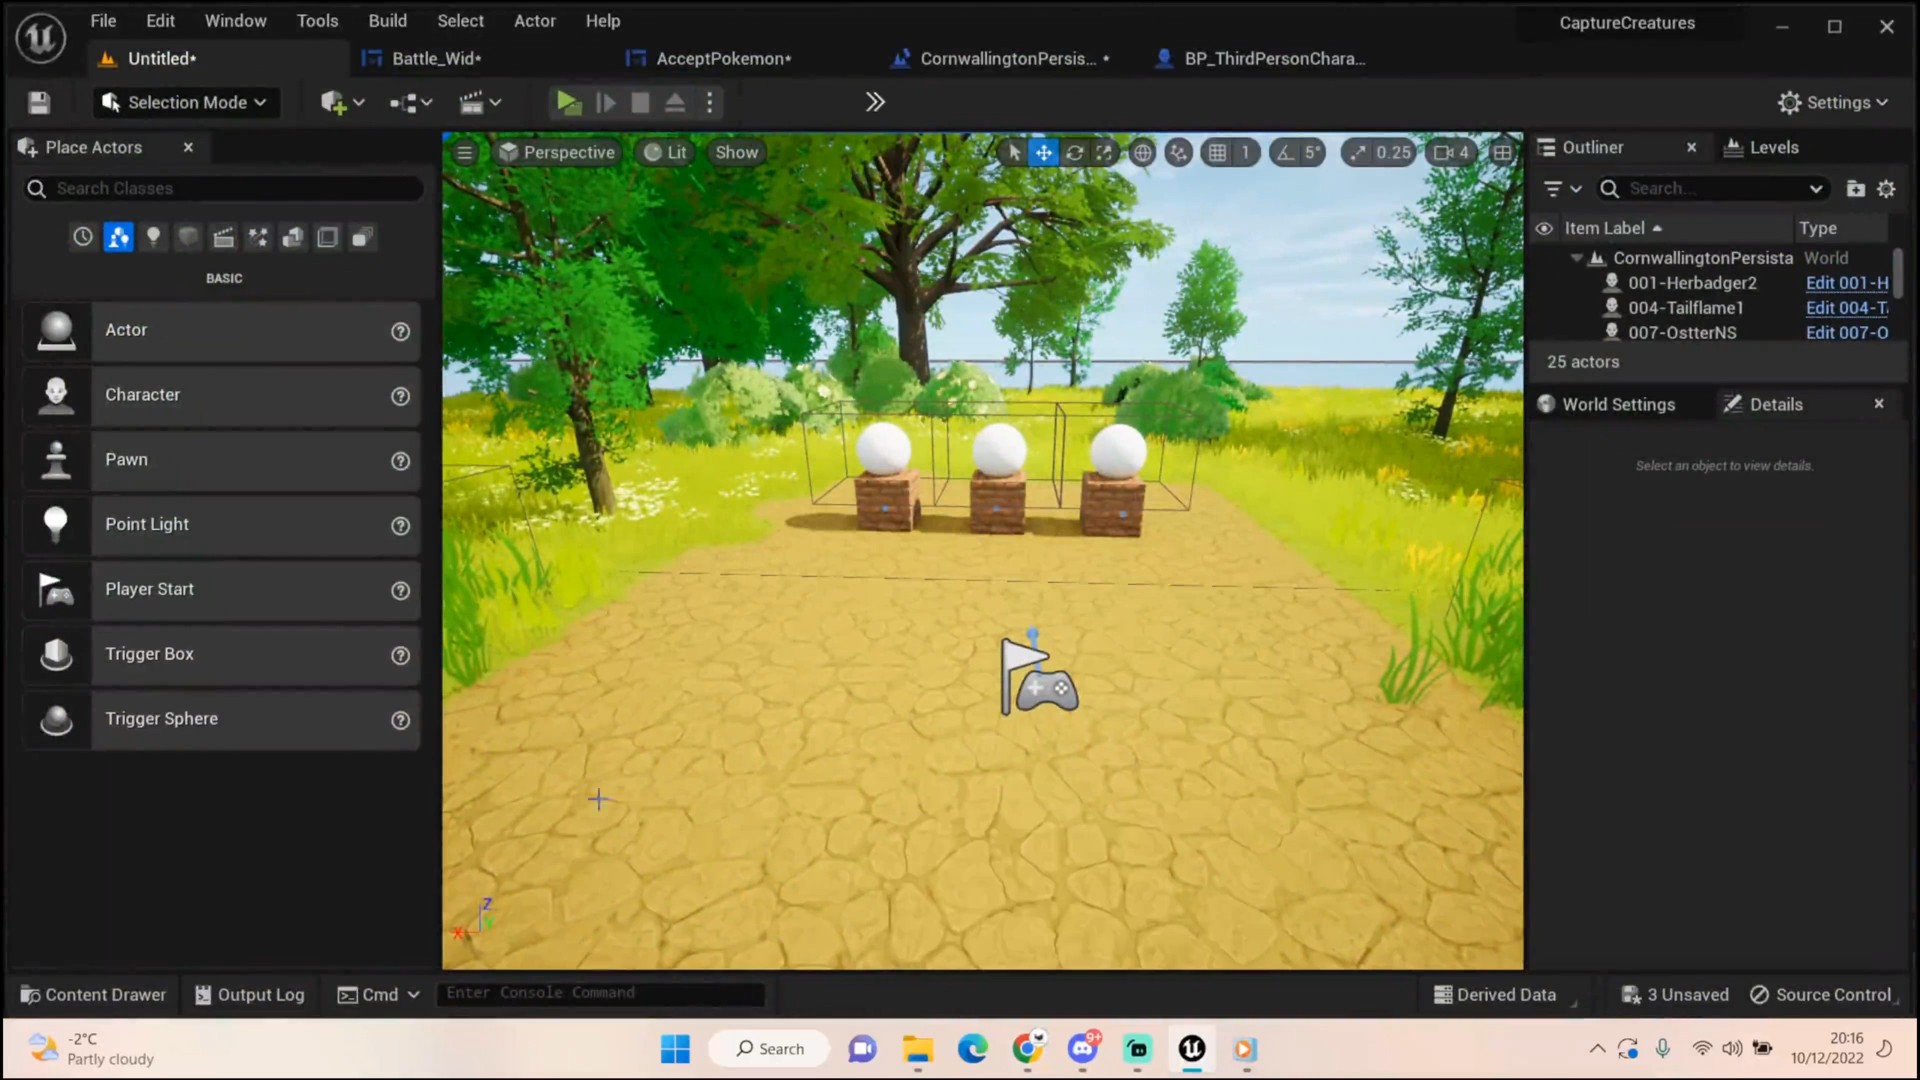 File Edit Window Tools Build Select Actor Help
CaptureCreatures
Untitled*
Battle_Wid*
AcceptPokemon*
CornwallingtonPersis... *
BP_ThirdPersonChara...
Selection Mode
Settings
Place Actors
Search Classes
BASIC
Actor
Character
Pawn
Point Light
Player Start
Trigger Box
Trigger Sphere
Perspective
Lit
Show
1
5°
0.25
4
Z
Y
X
Outliner
Levels
Search...
Item Label
Type
CornwallingtonPersista World
001-Herbadger2 Edit 001-H
004-Tailflame1 Edit 004-T
007-OstterNS Edit 007-O
25 actors
World Settings
Details
Select an object to view details.
Content Drawer
Output Log
Cmd
Enter Console Command
Derived Data
3 Unsaved
Source Control
-2°C
Partly cloudy
Search
9+
20:16
10/12/2022